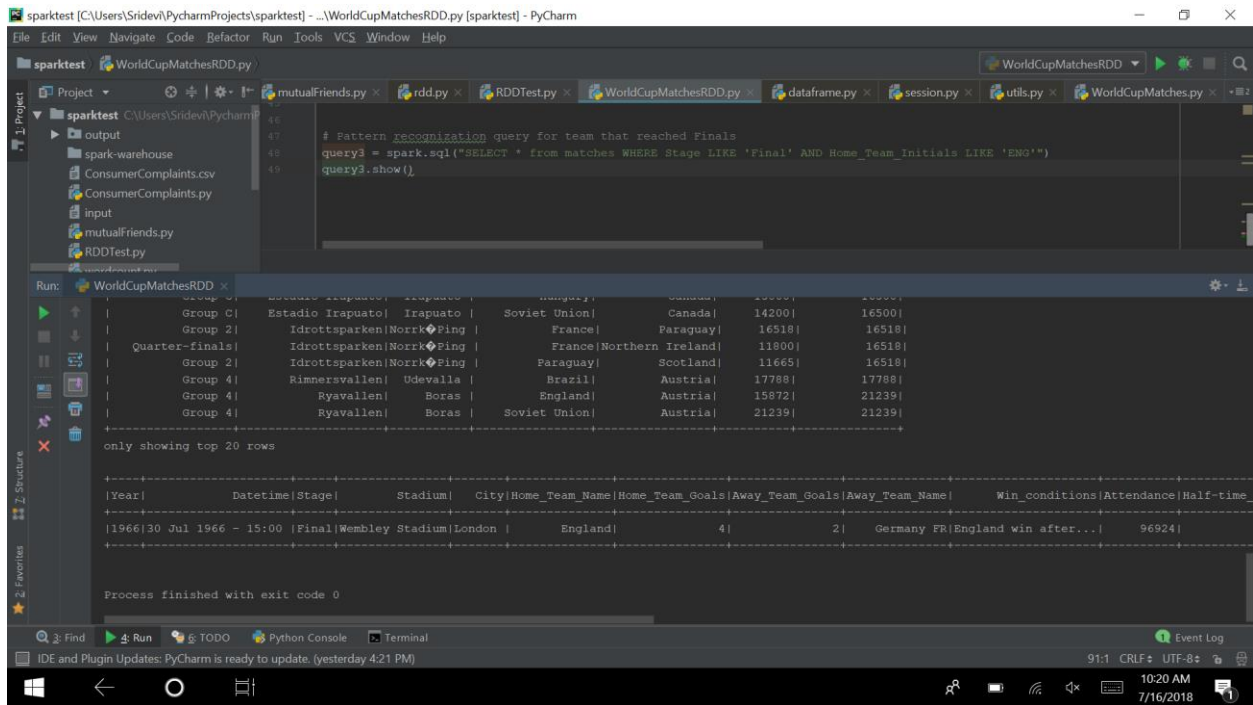 sparktest [C:\Users\Sridevi\PycharmProjects\sparktest] - ...\WorldCupMatchesRDD.py [sparktest] - PyCharm
File Edit View Navigate Code Refactor Run Tools VCS Window Help
sparktest WorldCupMatchesRDD.py WorldCupMatchesRDD
Project mutualFriends.py rdd.py RDDTest.py WorldCupMatchesRDD.py dataframe.py session.py utils.py WorldCupMatches.py
1: Project
sparktest C:\Users\Sridevi\PycharmP
output
spark-warehouse
ConsumerComplaints.csv
ConsumerComplaints.py
input
mutualFriends.py
RDDTest.py
wordcount.py
46
47 # Pattern recognization query for team that reached Finals
48 query3 = spark.sql("SELECT * from matches WHERE Stage LIKE 'Final' AND Home_Team_Initials LIKE 'ENG'")
49 query3.show()
Run: WorldCupMatchesRDD
| Group C| Estadio Irapuato| Irapuato | Soviet Union| Canada| 14200| 16500|
| Group 2| Idrottsparken|Norrk�Ping | France| Paraguay| 16518| 16518|
| Quarter-finals| Idrottsparken|Norrk�Ping | France|Northern Ireland| 11800| 16518|
| Group 2| Idrottsparken|Norrk�Ping | Paraguay| Scotland| 11665| 16518|
| Group 4| Rimnersvallen| Udevalla | Brazil| Austria| 17788| 17788|
| Group 4| Ryavallen| Boras | England| Austria| 15872| 21239|
| Group 4| Ryavallen| Boras | Soviet Union| Austria| 21239| 21239|
only showing top 20 rows
|Year| Datetime|Stage| Stadium| City|Home_Team_Name|Home_Team_Goals|Away_Team_Goals|Away_Team_Name| Win_conditions|Attendance|Half-time_
|1966|30 Jul 1966 - 15:00 |Final|Wembley Stadium|London | England| 4| 2| Germany FR|England win after...| 96924|
Process finished with exit code 0
7: Structure
2: Favorites
3: Find 4: Run 6: TODO Python Console Terminal 1 Event Log
IDE and Plugin Updates: PyCharm is ready to update. (yesterday 4:21 PM) 91:1 CRLF UTF-8
10:20 AM
7/16/2018